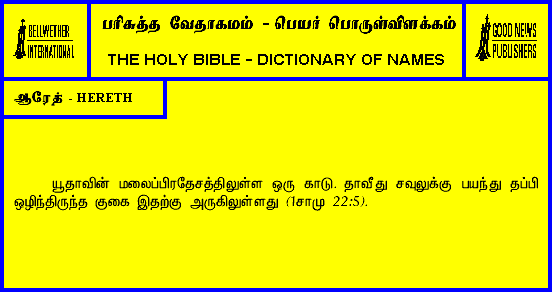 BELLWETHER
INTERNATIONAL
பரிசுத்த வேதாகமம் - பெயர் பொருள்விளக்கம்
THE HOLY BIBLE - DICTIONARY OF NAMES
GOOD NEWS
PUBLISHERS
ஆரேத் - HERETH
யூதாவின் மலைப்பிரதேசத்திலுள்ள ஒரு காடு. தாவீது சவுலுக்கு பயந்து தப்பி
ஒழிந்திருந்த குகை இதற்கு அருகிலுள்ளது (1சாமு 22:5).